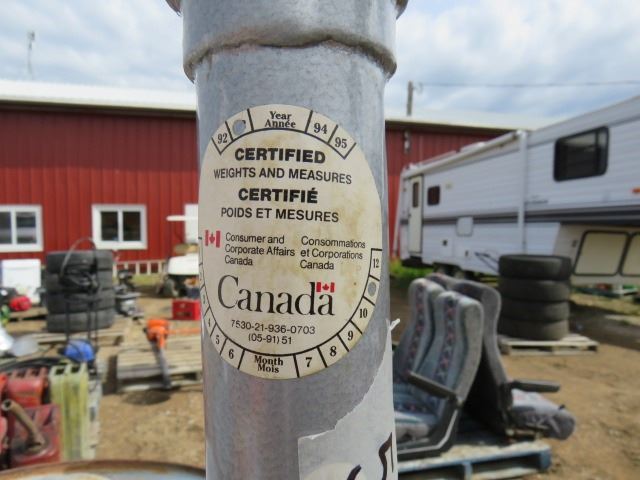 92 Year 94 95
Année
CERTIFIED
WEIGHTS AND MEASURES
CERTIFIÉ
POIDS ET MESURES
Consumer and
Corporate Affairs
Canada
Consommations
et Corporations
Canada
Canada
7530-21-936-0703
(05-91) 51
12
10
9
8
7
Month
Mois
6
5